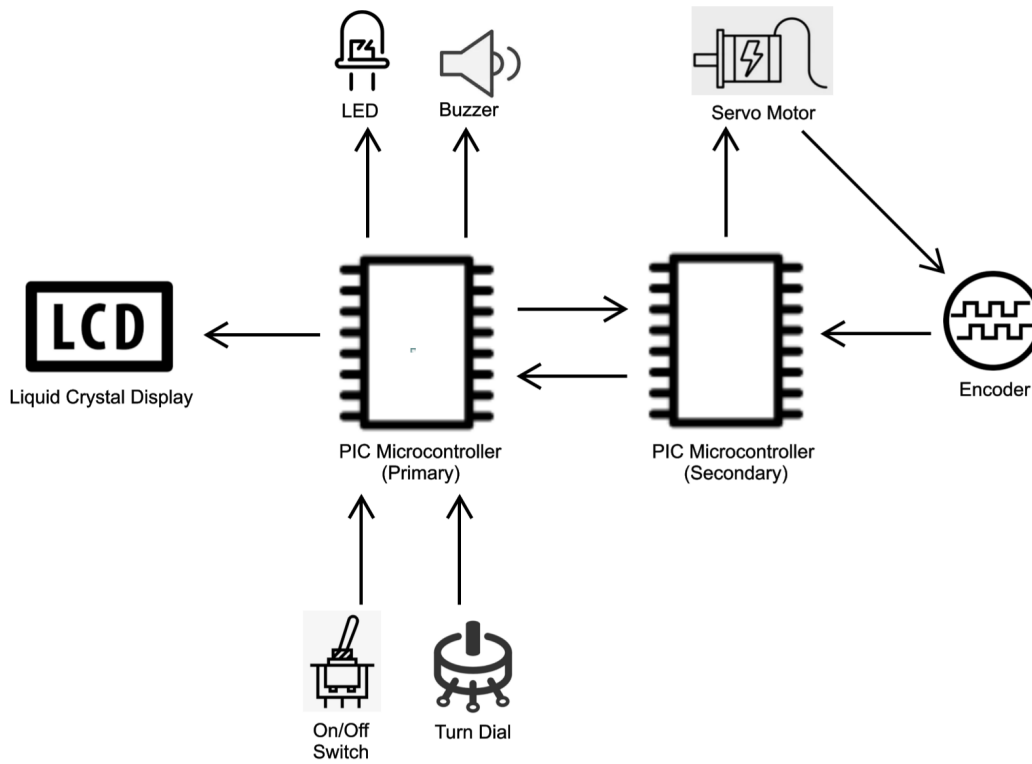 LED
Buzzer
Servo Motor
LCD
Liquid Crystal Display
PIC Microcontroller
(Primary)
PIC Microcontroller
(Secondary)
Encoder
On/Off
Switch
Turn Dial